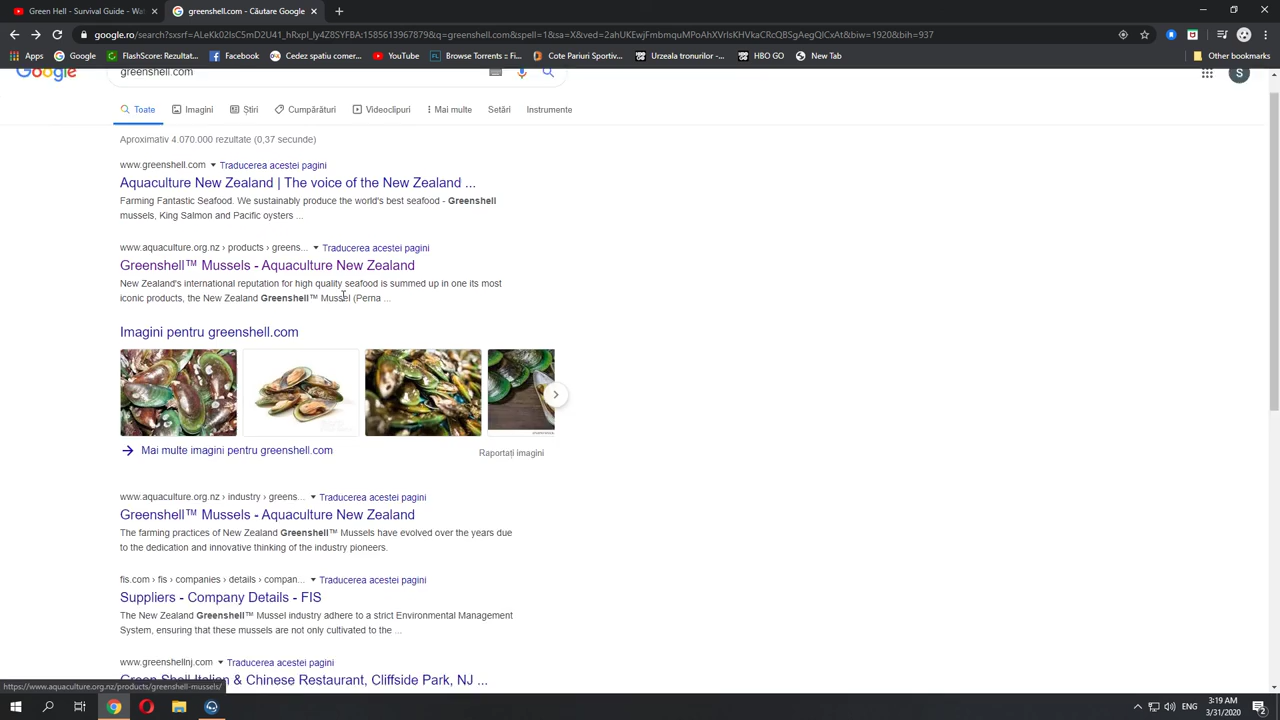 Green Hell - Survival Guide - Wat
greenshell.com - Căutare Google
google.ro/search?sxsrf=ALeKk02IsC5mD2U41_hRxpI_ly4Z8SYFBA:1585613967879&q=greenshell.com&spell=1&sa=X&ved=2ahUKEwjFmbmquMPoAhXVrIsKHVkaCRcQBSgAegQICxAt&biw=1920&bih=937
Apps
FlashScore: Rezultat...
Facebook
Cedez spatiu comer...
YouTube
Browse Torrents :: Fi...
Cote Pariuri Sportiv...
Urzeala tronurilor -...
HBO GO
New Tab
Google
greenshell.com
S
Toate
Imagini
Știri
Cumpărături
Videoclipuri
Mai multe
Setări
Instrumente
Aproximativ 4.070.000 rezultate (0,37 secunde)
www.greenshell.com Traducerea acestei pagini
Aquaculture New Zealand | The voice of the New Zealand ...
Farming Fantastic Seafood. We sustainably produce the world's best seafood - Greenshell
mussels, King Salmon and Pacific oysters ...
www.aquaculture.org.nz › products › greens... Traducerea acestei pagini
Greenshell™ Mussels - Aquaculture New Zealand
New Zealand's international reputation for high quality seafood is summed up in one its most
iconic products, the New Zealand Greenshell™ Mussel (Perna ...
Imagini pentru greenshell.com
Mai multe imagini pentru greenshell.com
Raportați imagini
www.aquaculture.org.nz › industry › greens... Traducerea acestei pagini
Greenshell™ Mussels - Aquaculture New Zealand
The farming practices of New Zealand Greenshell™ Mussels have evolved over the years due
to the dedication and innovative thinking of the industry pioneers.
fis.com › fis › companies › details › compan... Traducerea acestei pagini
Suppliers - Company Details - FIS
The New Zealand Greenshell™ Mussel industry adhere to a strict Environmental Management
System, ensuring that these mussels are not only cultivated to the ...
www.greenshellnj.com Traducerea acestei pagini
Green Shell Italian & Chinese Restaurant, Cliffside Park, NJ ...
https://www.aquaculture.org.nz/products/greenshell-mussels/
ENG
3:19 AM
3/31/2020
2